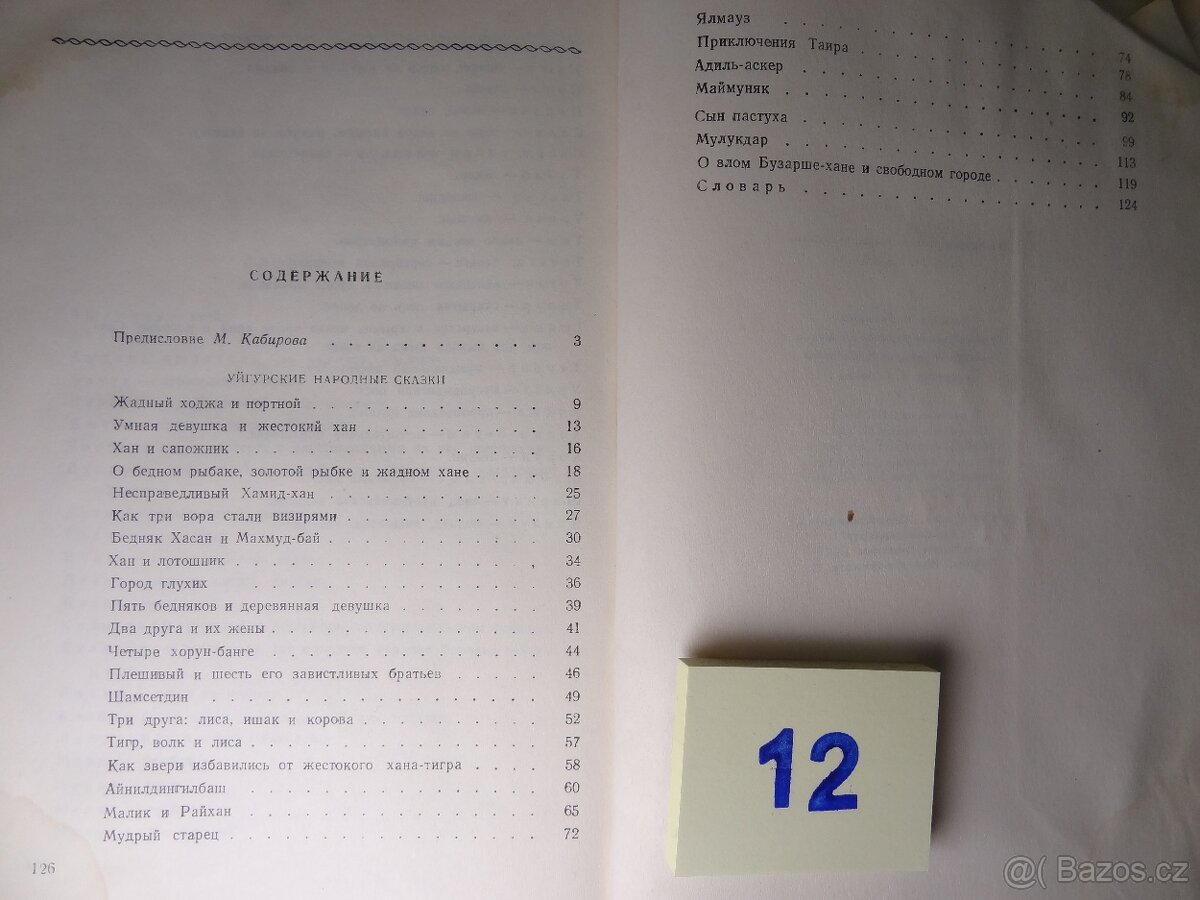 СОДЕРЖАНИЕ
Предисловие М. Кабирова . . . . . . . . . . . . 3
УЙГУРСКИЕ НАРОДНЫЕ СКАЗКИ
Жадный ходжа и портной . . . . . . . . . . . . . 9
Умная девушка и жестокий хан . . . . . . . . . . 13
Хан и сапожник . . . . . . . . . . . . . . . . 16
О бедном рыбаке, золотой рыбке и жадном хане . . . . 18
Несправедливый Хамид-хан . . . . . . . . . . . . 25
Как три вора стали визирями . . . . . . . . . . . 27
Бедняк Хасан и Махмуд-бай . . . . . . . . . . . . 30
Хан и лотошник . . . . . . . . . . . . . . . . 34
Город глухих . . . . . . . . . . . . . . . 36
Пять бедняков и деревянная девушка . . . . . . . . 39
Два друга и их жены . . . . . . . . . . . . . . 41
Четыре хорун-банге . . . . . . . . . . . . . . 44
Плешивый и шесть его завистливых братьев . . . . . 46
Шамсетдин . . . . . . . . . . . . . . . . . 49
Три друга: лиса, ишак и корова . . . . . . . . . . 52
Тигр, волк и лиса . . . . . . . . . . . . . . . 57
Как звери избавились от жестокого хана-тигра . . . . 58
Айнилдингилбаш . . . . . . . . . . . . . . . 60
Малик и Райхан . . . . . . . . . . . . . . . 65
Мудрый старец . . . . . . . . . . . . . . . . 72
126
Ялмауз . . . . . . . . . . . . . . . . 74
Приключения Таира . . . . . . . . . . . . . 78
Адиль-аскер . . . . . . . . . . . . . . . 84
Маймуняк . . . . . . . . . . . . . . . . 92
Сын пастуха . . . . . . . . . . . . . . . 99
Мулукдар . . . . . . . . . . . . . . . . 113
О злом Бузарше-хане и свободном городе . . . . . . 119
Словарь . . . . . . . . . . . . . . . . 124
12
@( Bazos.cz